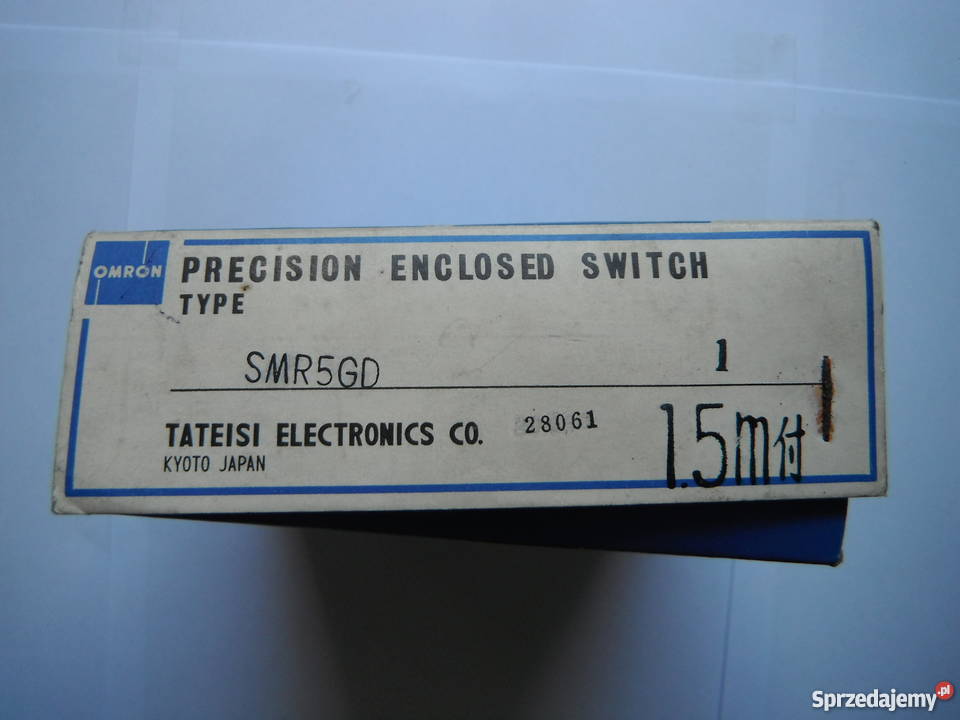 OMRON
PRECISION ENCLOSED SWITCH
TYPE
SMR5GD 1
TATEISI ELECTRONICS CO. 28061
KYOTO JAPAN
1.5m付
Sprzedajemy.pl